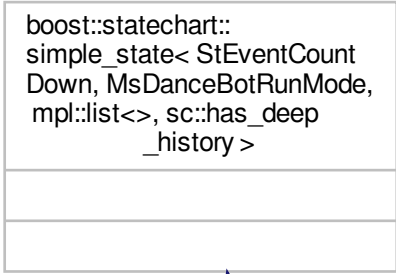 boost::statechart::
simple_state< StEventCount
Down, MsDanceBotRunMode,
mpl::list<>, sc::has_deep
_history >